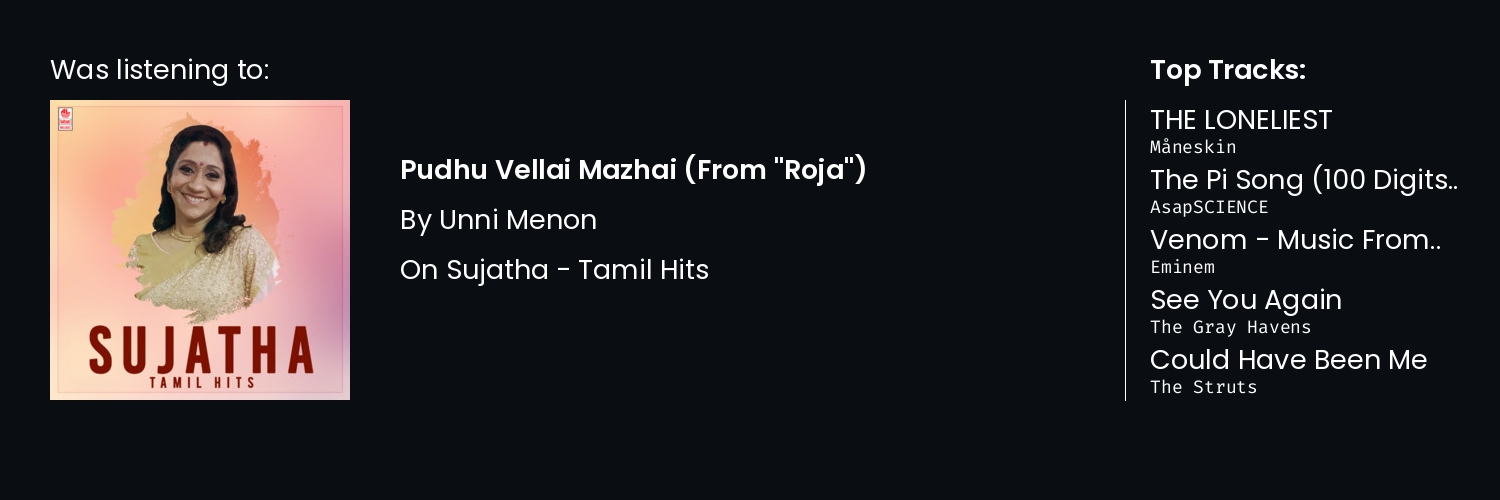 Was listening to:
SUJATHA
TAMIL HITS
Pudhu Vellai Mazhai (From "Roja")
By Unni Menon
On Sujatha - Tamil Hits
Top Tracks:
THE LONELIEST
Måneskin
The Pi Song (100 Digits..
AsapSCIENCE
Venom - Music From..
Eminem
See You Again
The Gray Havens
Could Have Been Me
The Struts